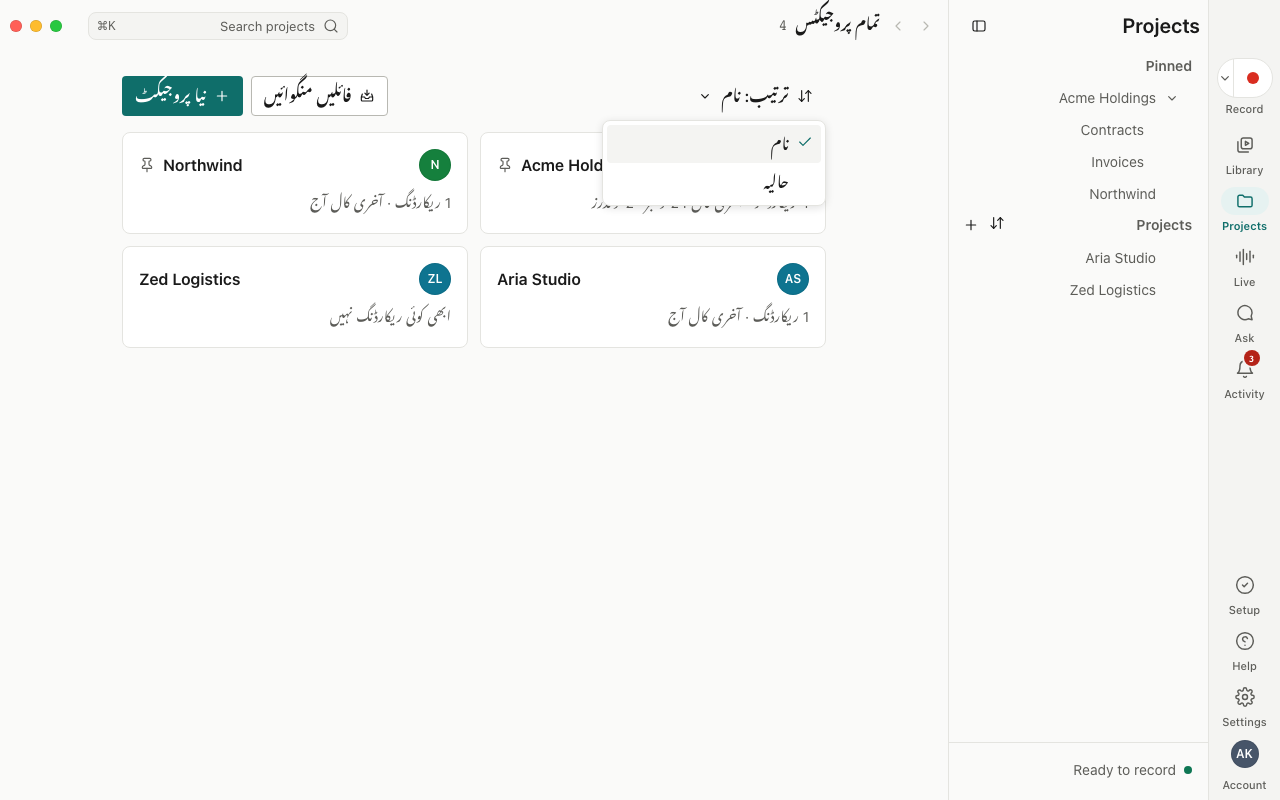 Projects
Pinned
Acme Holdings
Contracts
Invoices
Northwind
Projects
Aria Studio
Zed Logistics
Ready to record
Record
Library
Projects
Live
Ask
3
Activity
Setup
Help
Settings
AK
Account
تمام پروجیکٹس 4
Search projects ⌘K
ترتیب: نام
فائلیں منگوائیں
نیا پروجیکٹ
نام
حالیہ
Acme Hold
N Northwind
1 ریکارڈنگ · آخری کال آج
AS Aria Studio
1 ریکارڈنگ · آخری کال آج
ZL Zed Logistics
ابھی کوئی ریکارڈنگ نہیں